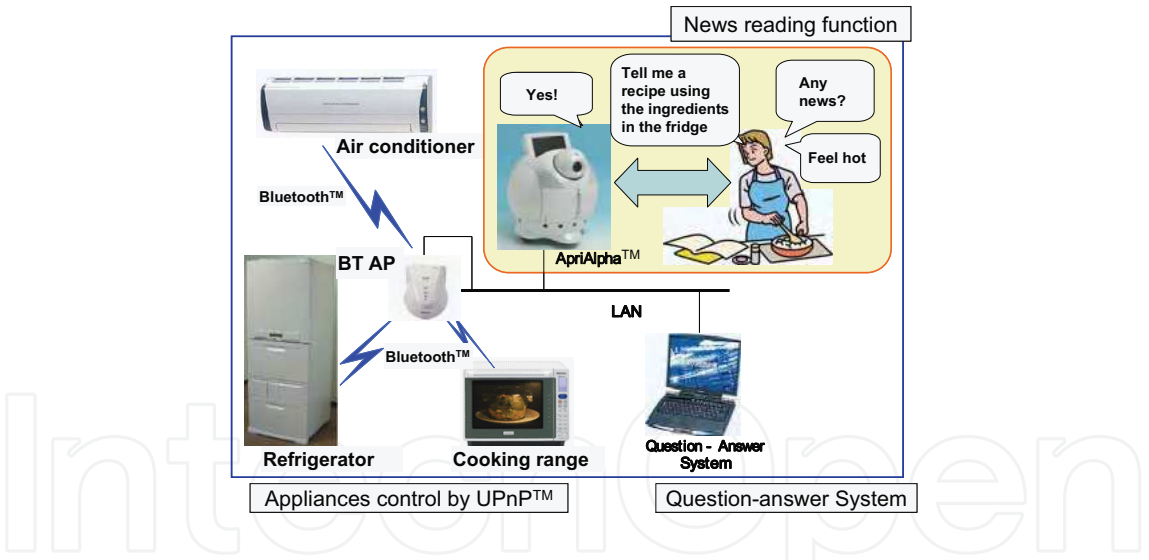 News reading function
Yes!
Tell me a
recipe using
the ingredients
in the fridge
Any
news?
Feel hot
Air conditioner
Bluetooth™
BT AP
ApriAlpha™
LAN
Bluetooth™
Refrigerator
Cooking range
Question - Answer
System
Appliances control by UPnP™
Question-answer System
IntechOpen